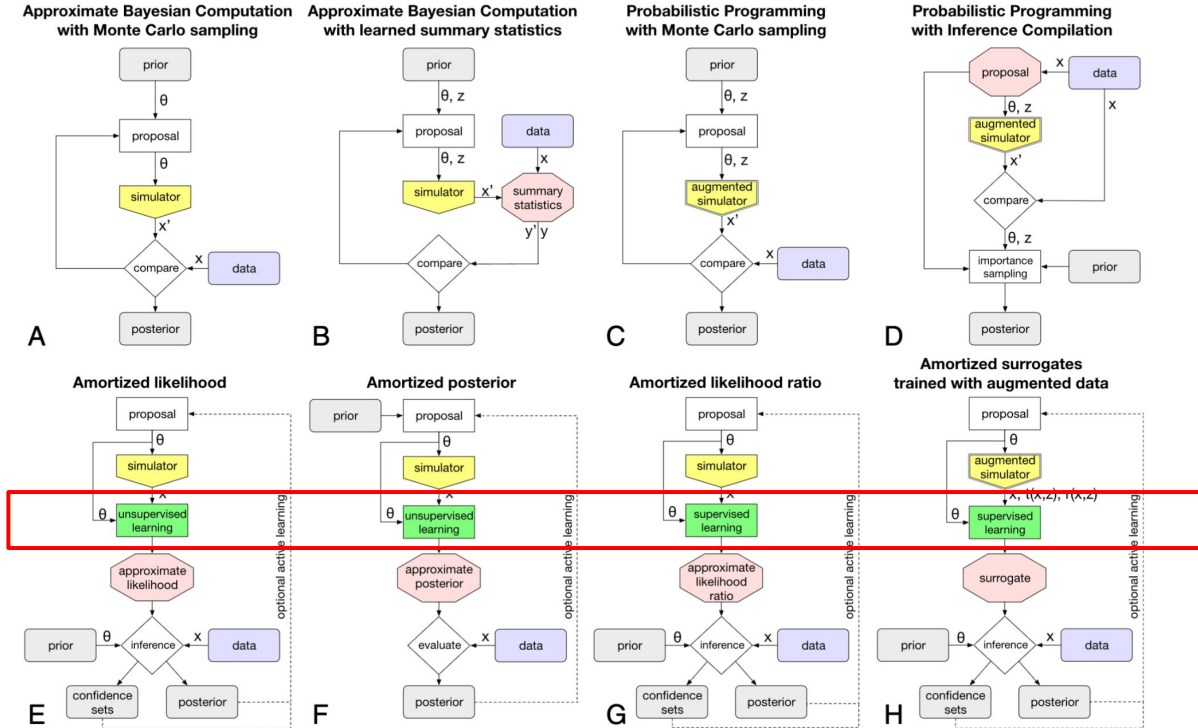 Approximate Bayesian Computation
with Monte Carlo sampling
prior
θ
proposal
θ
simulator
x'
compare
x
data
posterior
A
Approximate Bayesian Computation
with learned summary statistics
prior
θ, z
proposal
data
θ, z
x
simulator
x'
summary
statistics
y' y
compare
posterior
B
Probabilistic Programming
with Monte Carlo sampling
prior
θ, z
proposal
θ, z
augmented
simulator
x'
compare
x
data
posterior
C
Probabilistic Programming
with Inference Compilation
proposal
x
data
θ, z
x
augmented
simulator
x'
compare
θ, z
importance
sampling
prior
posterior
D
Amortized likelihood
proposal
θ
simulator
x
θ
unsupervised
learning
approximate
likelihood
prior
θ
inference
x
data
confidence
sets
posterior
optional active learning
E
Amortized posterior
prior
proposal
θ
simulator
x
θ
unsupervised
learning
approximate
posterior
evaluate
x
data
posterior
optional active learning
F
Amortized likelihood ratio
proposal
θ
simulator
x
θ
supervised
learning
approximate
likelihood
ratio
prior
θ
inference
x
data
confidence
sets
posterior
optional active learning
G
Amortized surrogates
trained with augmented data
proposal
θ
augmented
simulator
x, t(x,z), r(x,z)
θ
supervised
learning
surrogate
prior
θ
inference
x
data
confidence
sets
posterior
optional active learning
H